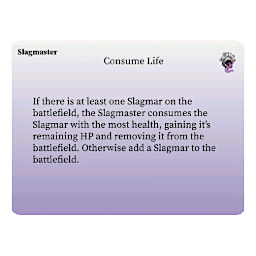 Slagmaster
Consume Life
If there is at least one Slagmar on the
battlefield, the Slagmaster consumes the
Slagmar with the most health, gaining it's
remaining HP and removing it from the
battlefield. Otherwise add a Slagmar to the
battlefield.